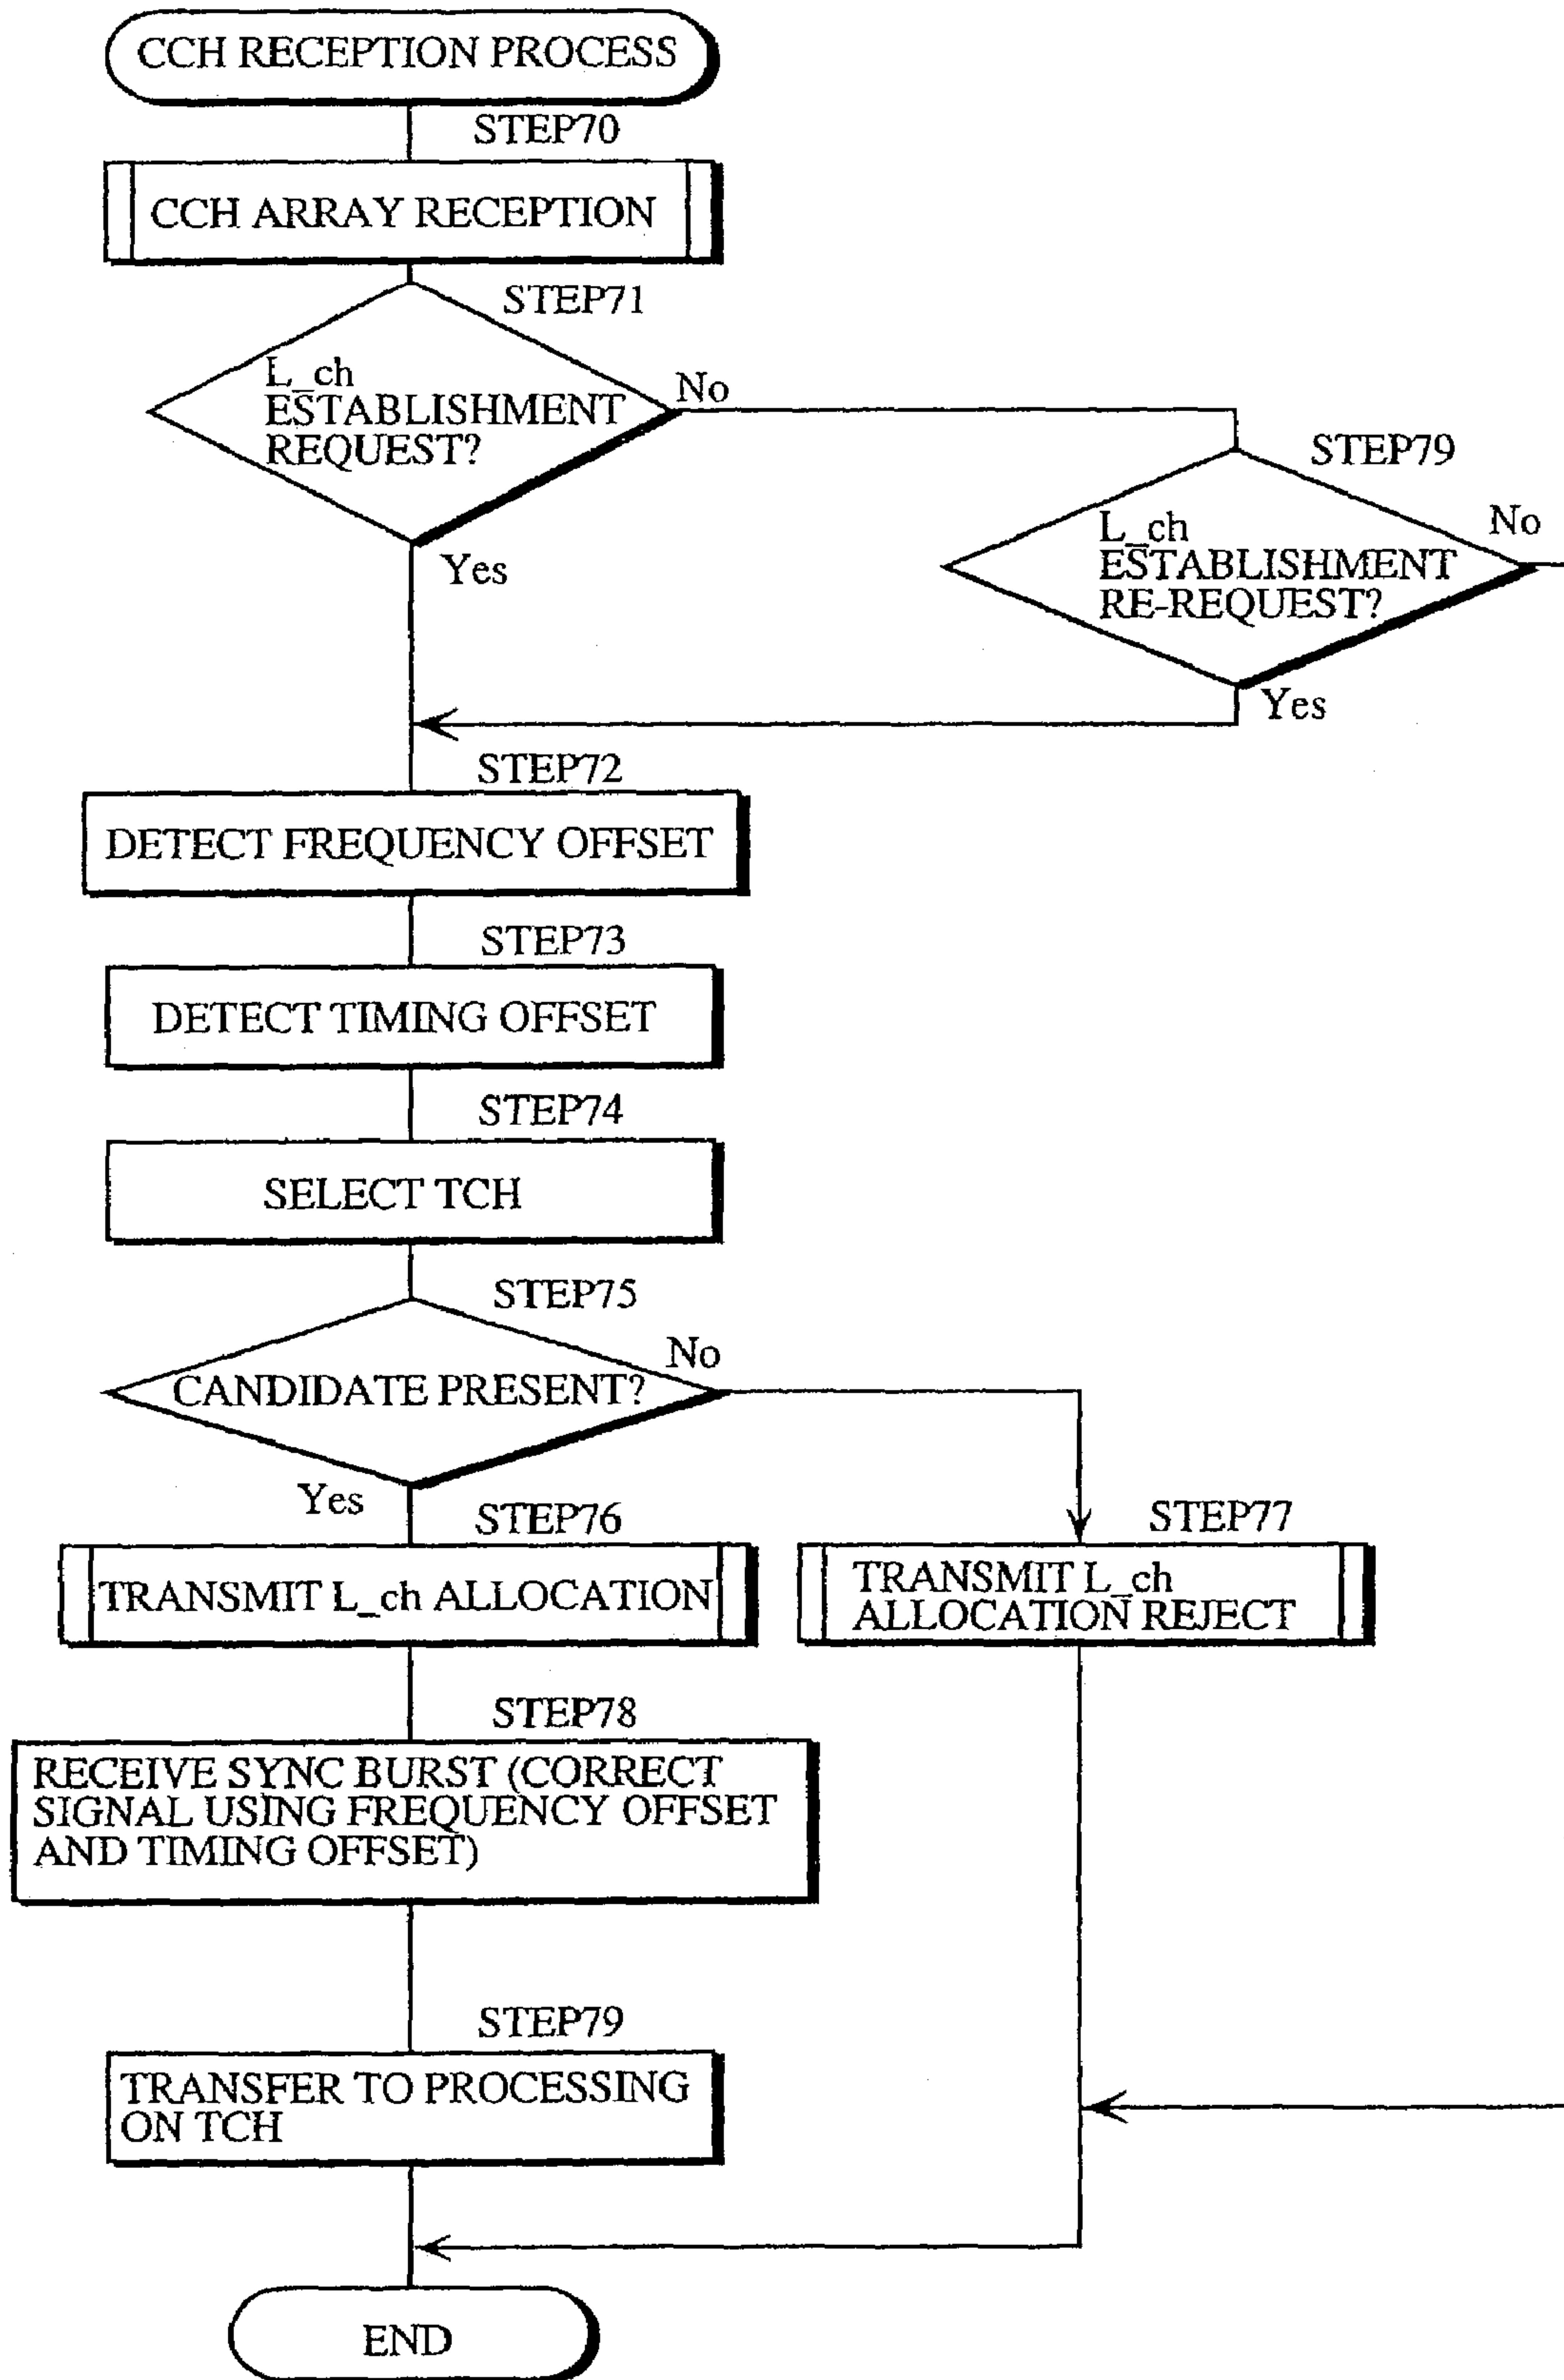 CCH RECEPTION PROCESS
STEP70
CCH ARRAY RECEPTION
STEP71
L_ch
ESTABLISHMENT
REQUEST?
No
Yes
STEP79
L_ch
ESTABLISHMENT
RE-REQUEST?
No
Yes
STEP72
DETECT FREQUENCY OFFSET
STEP73
DETECT TIMING OFFSET
STEP74
SELECT TCH
STEP75
CANDIDATE PRESENT?
No
Yes
STEP76
TRANSMIT L_ch ALLOCATION
STEP77
TRANSMIT L_ch
ALLOCATION REJECT
STEP78
RECEIVE SYNC BURST (CORRECT
SIGNAL USING FREQUENCY OFFSET
AND TIMING OFFSET)
STEP79
TRANSFER TO PROCESSING
ON TCH
END